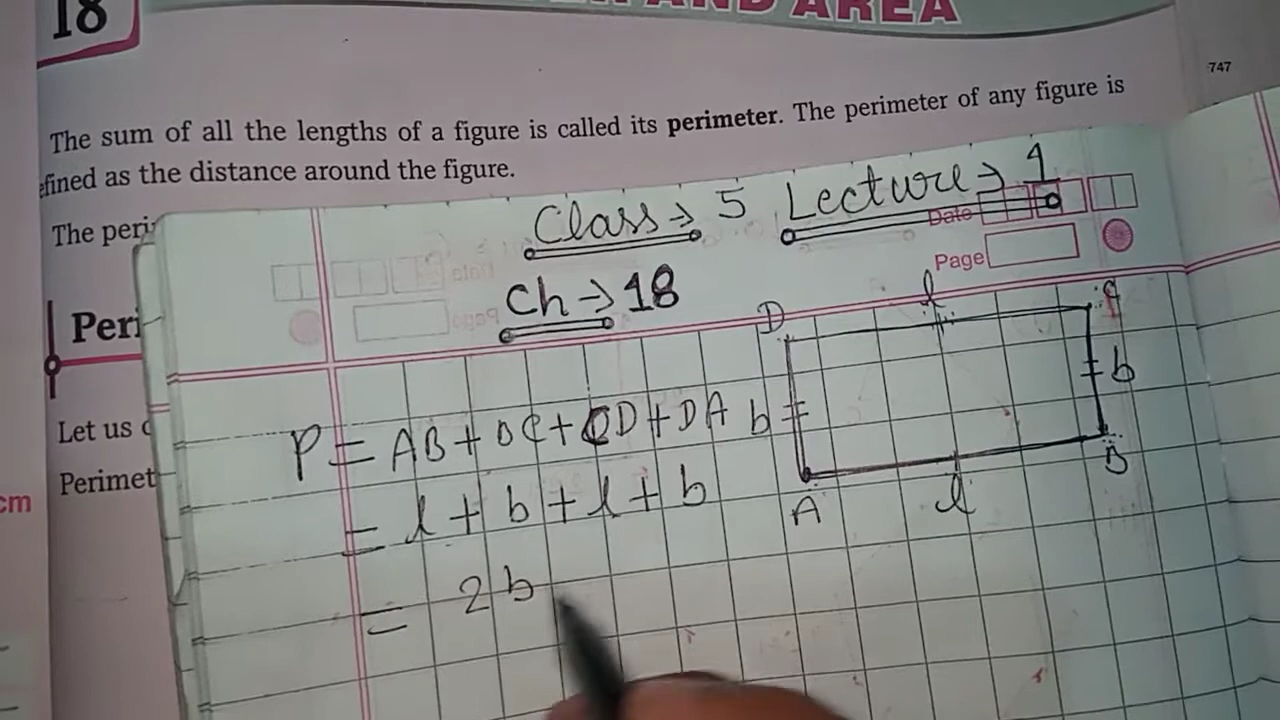 18
AND AREA
747
The sum of all the lengths of a figure is called its perimeter. The perimeter of any figure is
efined as the distance around the figure.
The peri
Class → 5 Lecture → 1
Date
Page
Ch → 18
Peri
Let us
Perimet
cm
D l C
b b
A l B
P = AB + BC + CD + DA
= l + b + l + b
= 2b